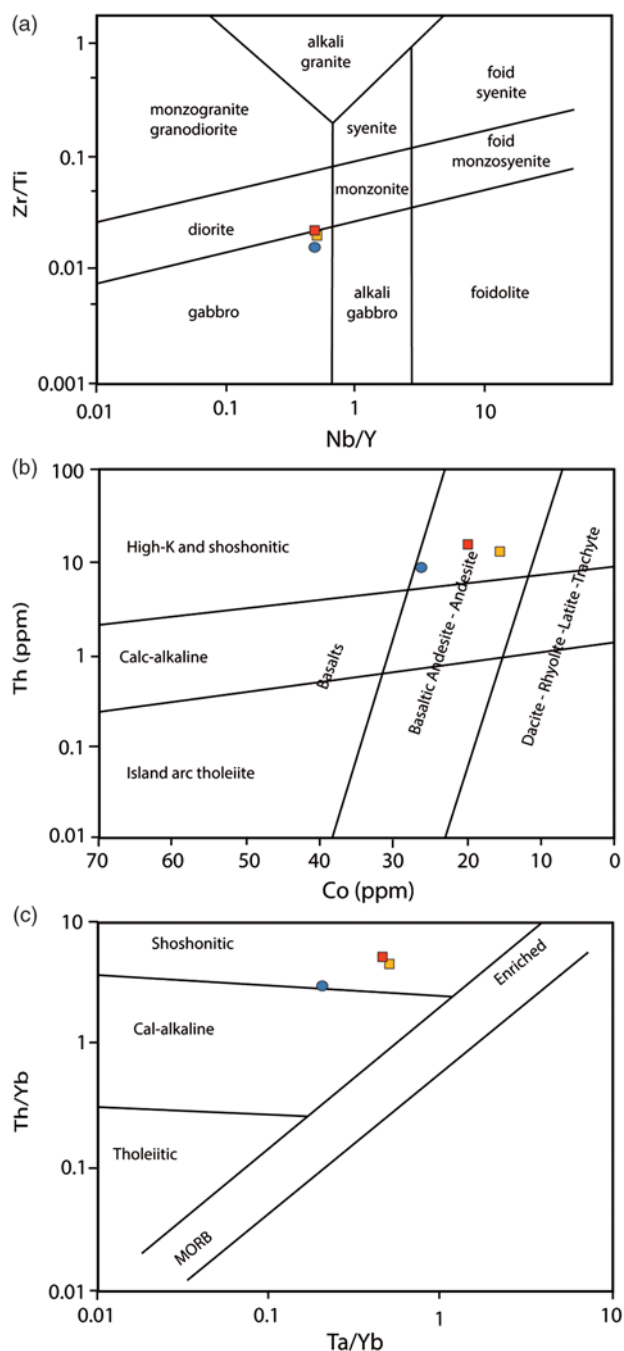 (a)
alkali
granite
foid
syenite
monzogranite
granodiorite
syenite
foid
monzosyenite
monzonite
diorite
gabbro
alkali
gabbro
foidolite
Zr/Ti
1
0.1
0.01
0.001
0.01
0.1
1
10
Nb/Y
(b)
100
10
1
0.1
0.01
Th (ppm)
High-K and shoshonitic
Calc-alkaline
Island arc tholeiite
Basalts
Basaltic Andesite - Andesite
Dacite - Rhyolite -Latite -Trachyte
70
60
50
40
30
20
10
0
Co (ppm)
(c)
10
1
0.1
0.01
Th/Yb
Shoshonitic
Cal-alkaline
Tholeiitic
Enriched
MORB
0.01
0.1
1
10
Ta/Yb